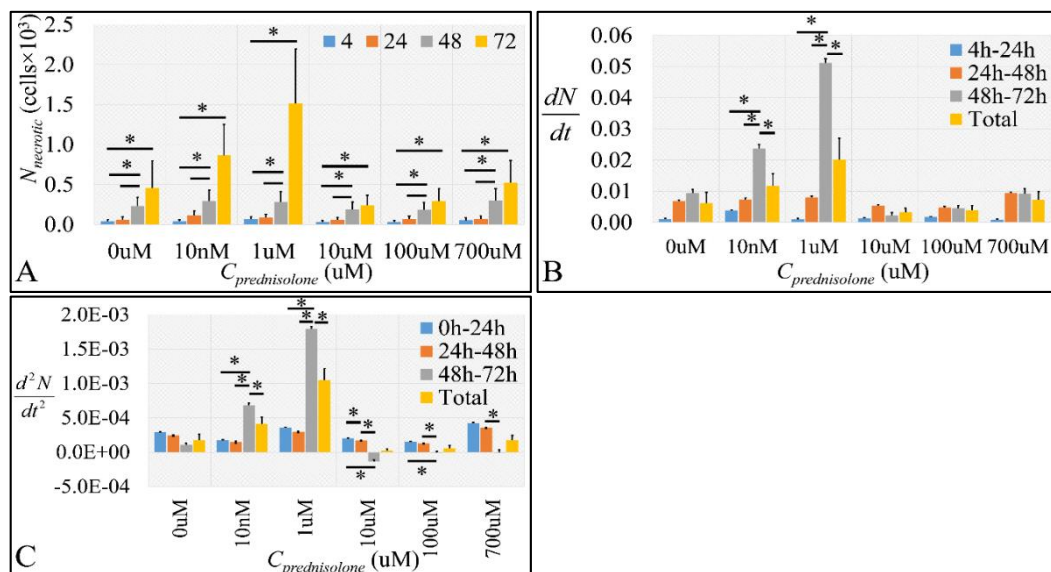 2.5
2.0
1.5
1.0
0.5
0.0
N_necrotic (cells×10³)
4 24 48 72
* * * * * * * * * * * *
0uM 10nM 1uM 10uM 100uM 700uM
C_prednisolone (uM)
A
0.06
0.05
0.04
0.03
0.02
0.01
0.00
dN
dt
4h-24h
24h-48h
48h-72h
Total
* * * * * *
0uM 10nM 1uM 10uM 100uM 700uM
C_prednisolone (uM)
B
2.0E-03
1.5E-03
1.0E-03
5.0E-04
0.0E+00
-5.0E-04
d²N
dt²
0h-24h
24h-48h
48h-72h
Total
* * * * * * * * * * * *
0uM 10nM 1uM 10uM 100uM 700uM
C_prednisolone (uM)
C